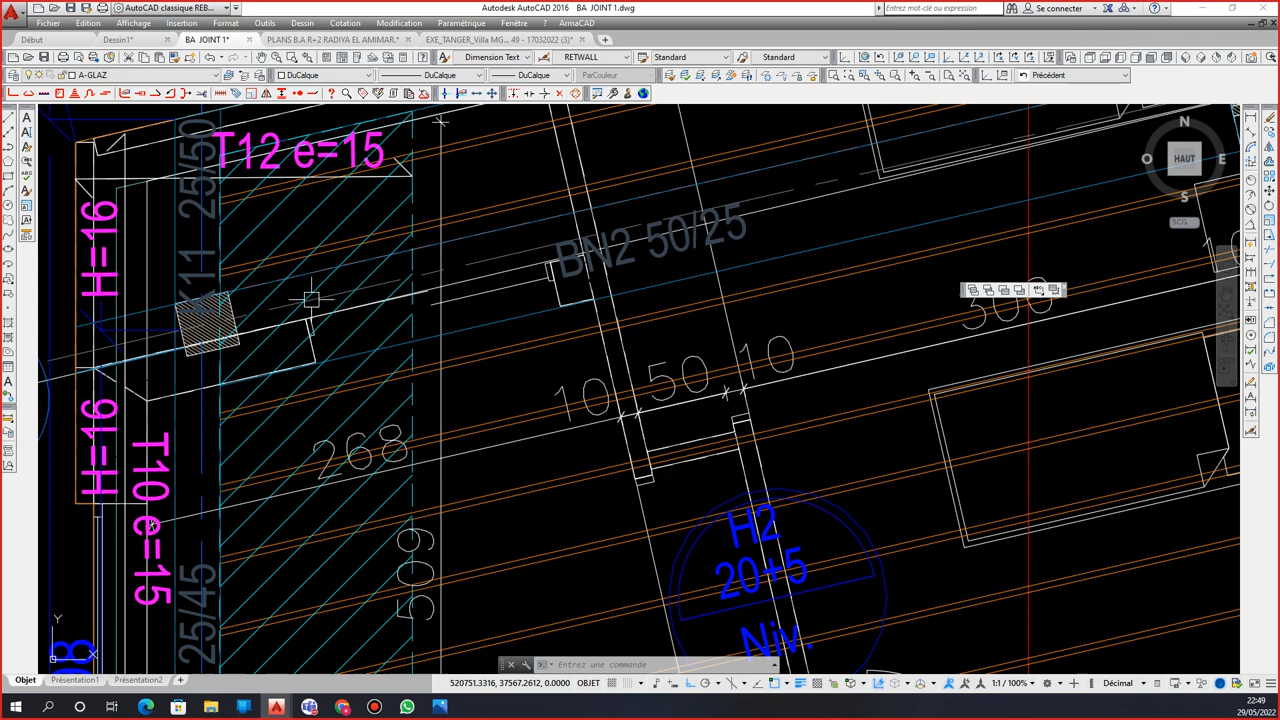 AutoCAD classique REB...
Autodesk AutoCAD 2016 BA JOINT 1.dwg
Entrez mot-clé ou expression
Se connecter
Fichier Edition Affichage Insertion Format Outils Dessin Cotation Modification Paramétrique Fenêtre ? ArmaCAD
Début Dessin1* BA JOINT 1* PLANS B.A R+2 RADIYA EL AMIMAR.* EXE_TANGER_Villa MG... 49 - 17032022 (3)*
Dimension Text RETWALL Standard Standard
A-GLAZ DuCalque DuCalque DuCalque ParCouleur Précédent
T12 e=15
25/50
H=16
BN2 50/25
N
O HAUT E
S
SCG
300
10 50 10
268
H=16
T10 e=15
509
25/45
H2
20+5
Niv.
Y
X
Entrez une commande
Objet Présentation1 Présentation2 +
520751.3316, 37567.2612, 0.0000 OBJET
1:1 / 100% Décimal
22:49
29/05/2022